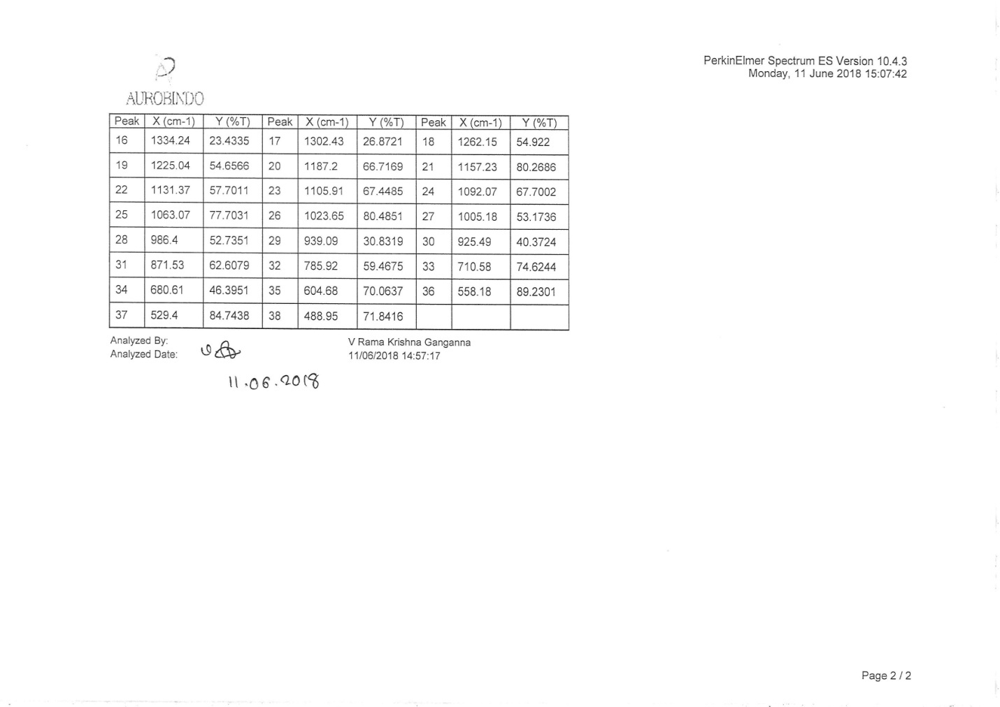 PerkinElmer Spectrum ES Version 10.4.3
Monday, 11 June 2018 15:07:42
AUROBINDO
Peak X (cm-1) Y (%T) Peak X (cm-1) Y (%T) Peak X (cm-1) Y (%T)
16 1334.24 23.4335 17 1302.43 26.8721 18 1262.15 54.922
19 1225.04 54.6566 20 1187.2 66.7169 21 1157.23 80.2686
22 1131.37 57.7011 23 1105.91 67.4485 24 1092.07 67.7002
25 1063.07 77.7031 26 1023.65 80.4851 27 1005.18 53.1736
28 986.4 52.7351 29 939.09 30.8319 30 925.49 40.3724
31 871.53 62.6079 32 785.92 59.4675 33 710.58 74.6244
34 680.61 46.3951 35 604.68 70.0637 36 558.18 89.2301
37 529.4 84.7438 38 488.95 71.8416
Analyzed By: V Rama Krishna Ganganna
Analyzed Date: 11/06/2018 14:57:17
11.06.2018
Page 2 / 2